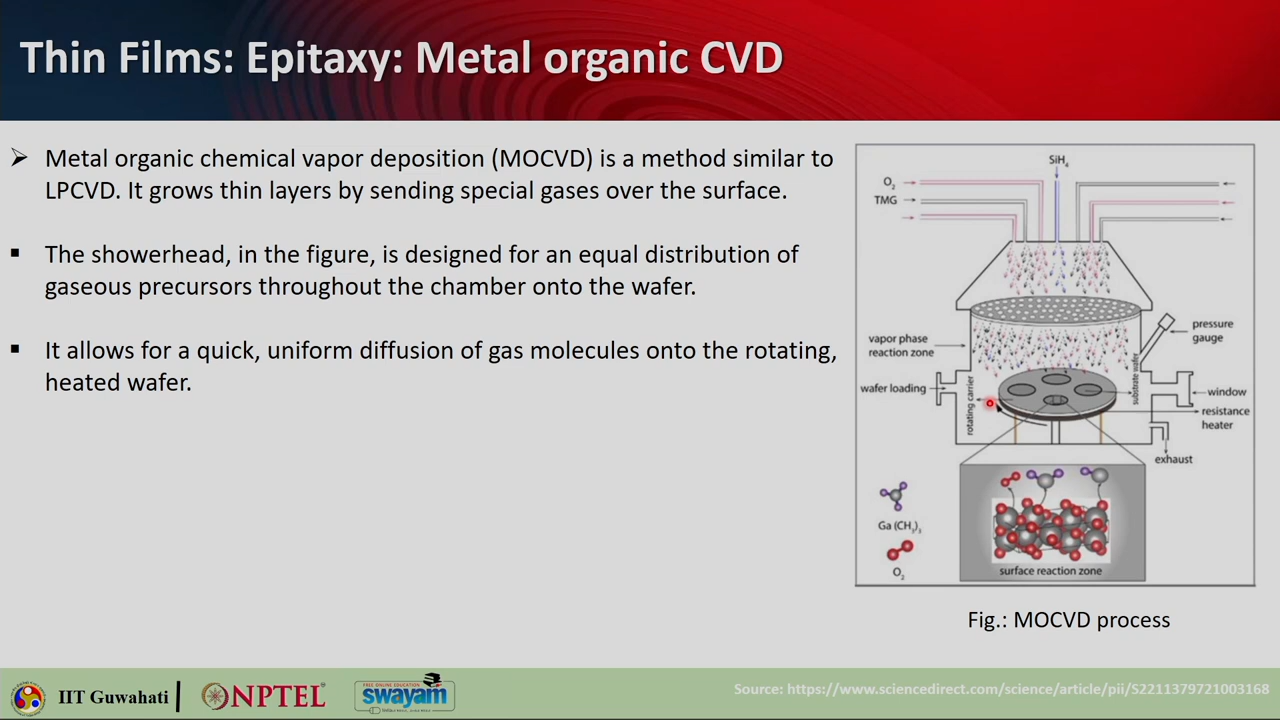 Thin Films: Epitaxy: Metal organic CVD
Metal organic chemical vapor deposition (MOCVD) is a method similar to
LPCVD. It grows thin layers by sending special gases over the surface.
The showerhead, in the figure, is designed for an equal distribution of
gaseous precursors throughout the chamber onto the wafer.
It allows for a quick, uniform diffusion of gas molecules onto the rotating,
heated wafer.
SiH4
O2
TMG
vapor phase
reaction zone
pressure
gauge
wafer loading
rotating carrier
substrate wafer
window
resistance
heater
exhaust
Ga (CH3)3
O2
surface reaction zone
Fig.: MOCVD process
IIT Guwahati
NPTEL
FREE ONLINE EDUCATION
swayam
Source: https://www.sciencedirect.com/science/article/pii/S2211379721003168